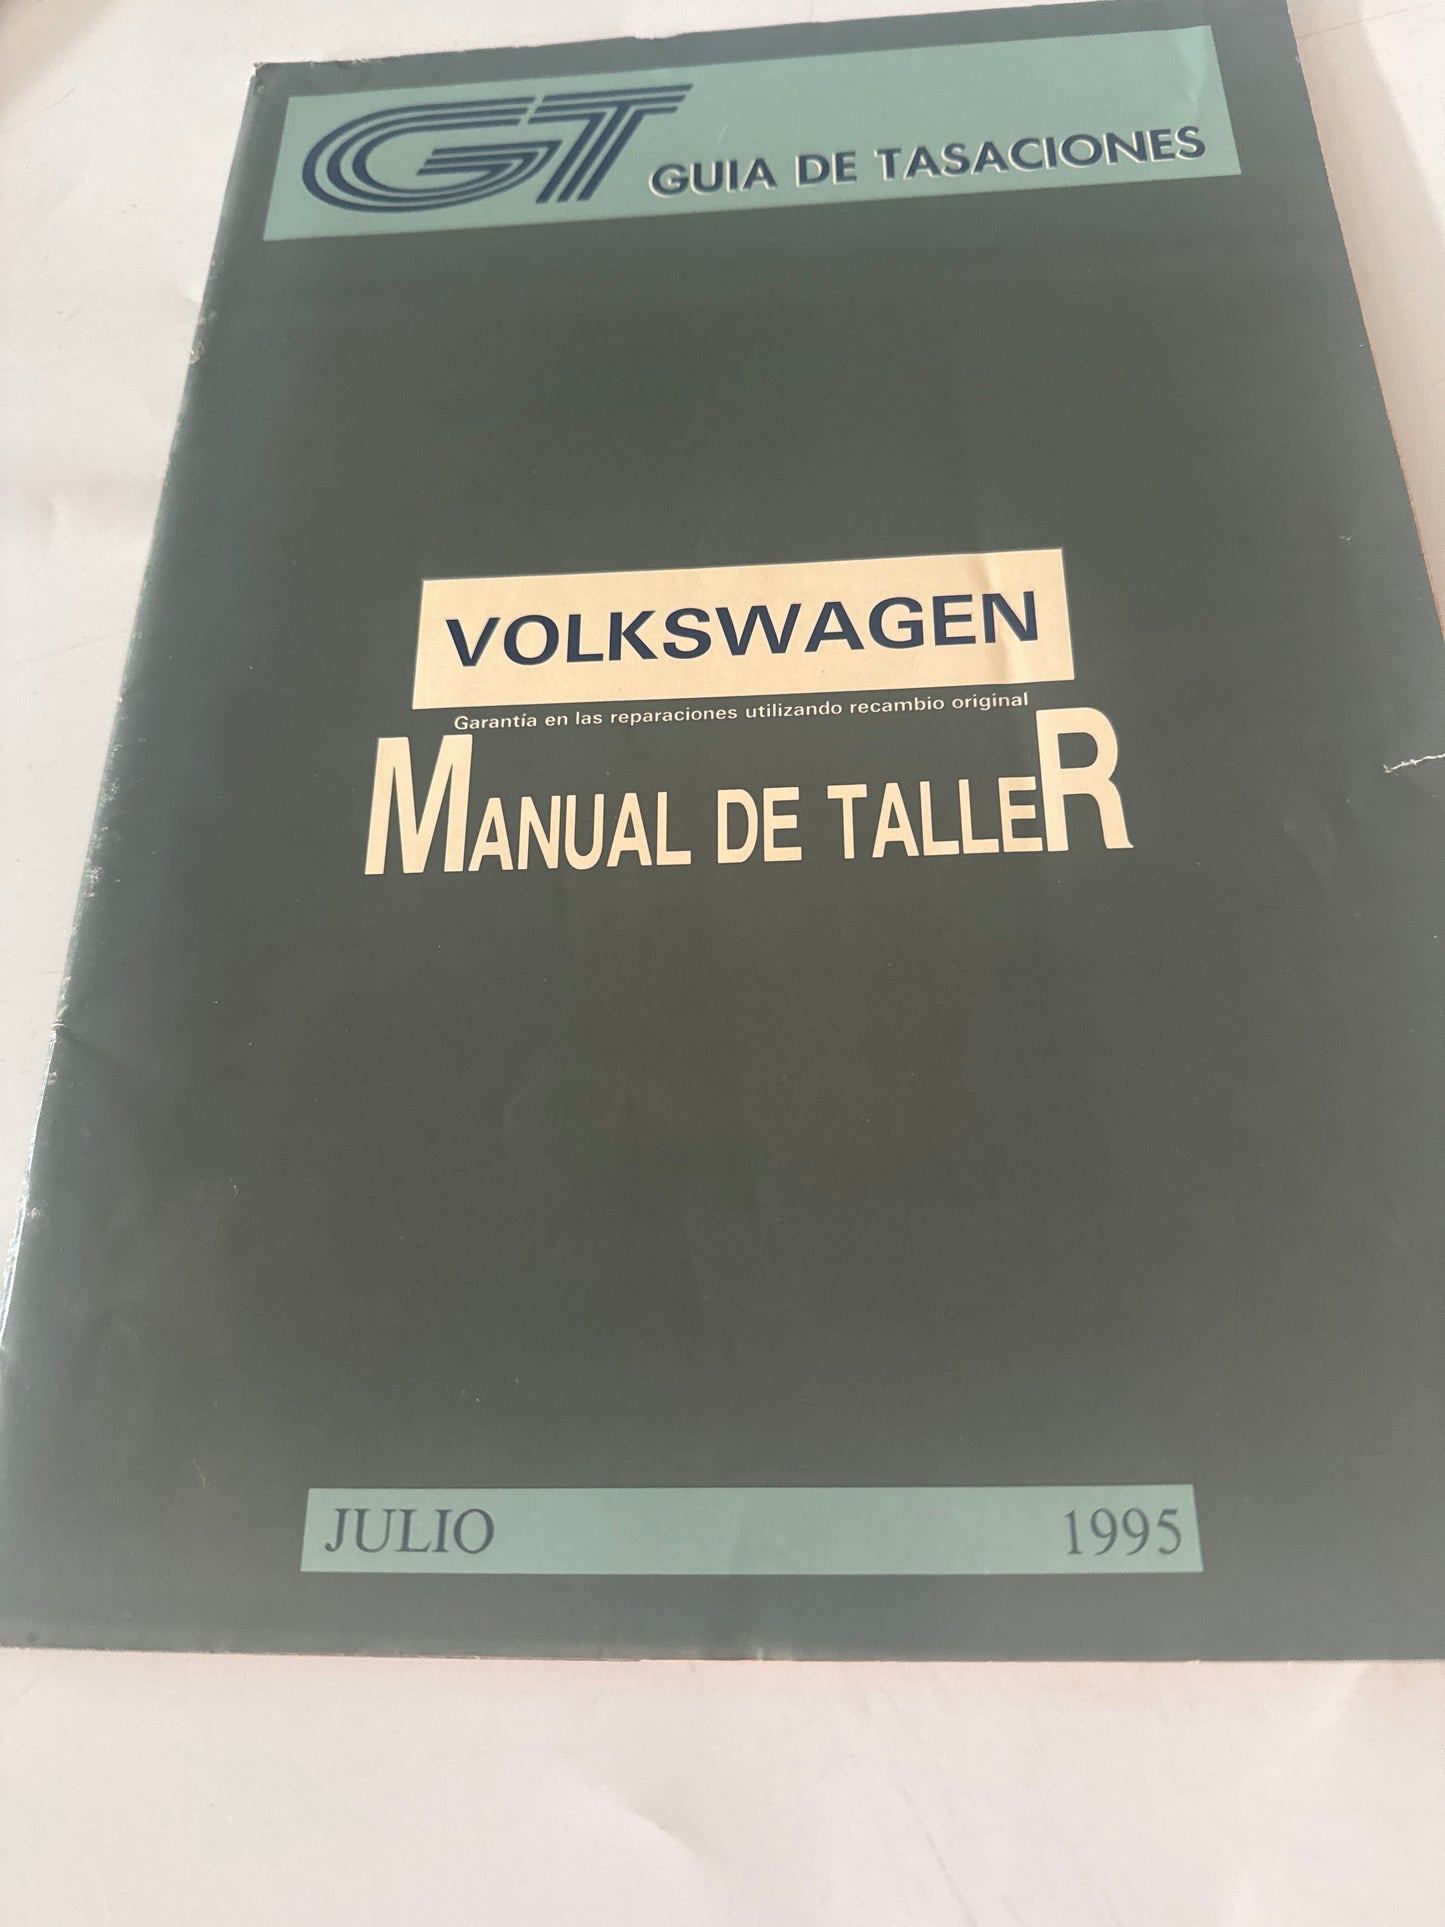 GT GUIA DE TASACIONES
VOLKSWAGEN
Garantía en las reparaciones utilizando recambio original
MANUAL DE TALLER
JULIO 1995